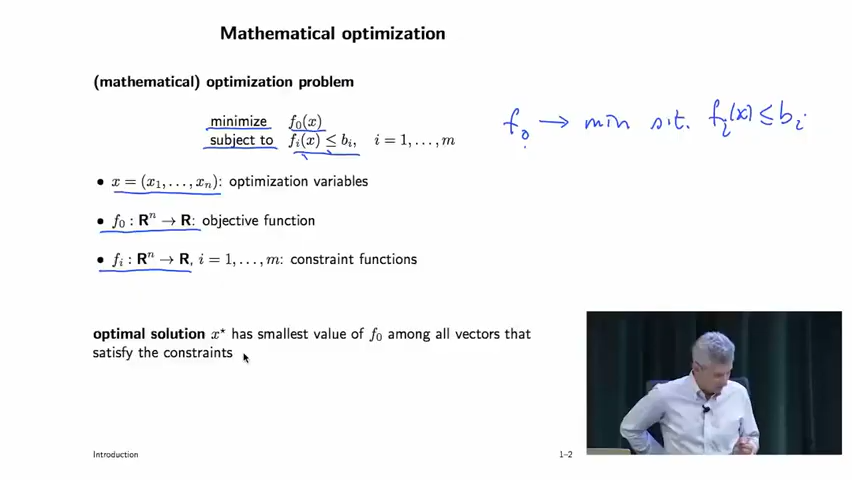 Mathematical optimization
(mathematical) optimization problem
minimize f₀(x)
subject to fᵢ(x) ≤ bᵢ, i = 1, . . . , m
f₀ → min s.t. fᵢ(x) ≤ bᵢ
• x = (x₁, . . . , xₙ): optimization variables
• f₀ : Rⁿ → R: objective function
• fᵢ : Rⁿ → R, i = 1, . . . , m: constraint functions
optimal solution x⋆ has smallest value of f₀ among all vectors that
satisfy the constraints
Introduction
1–2